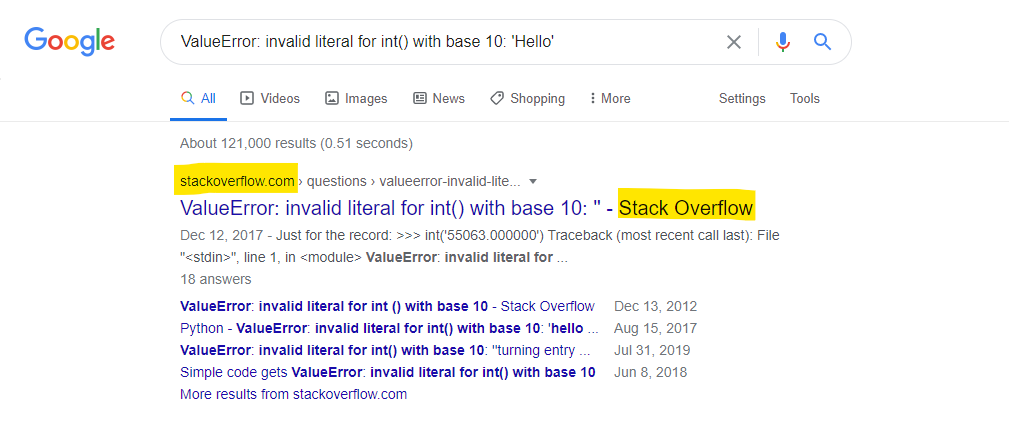 Google
ValueError: invalid literal for int() with base 10: 'Hello'
All Videos Images News Shopping More Settings Tools
About 121,000 results (0.51 seconds)
stackoverflow.com › questions › valueerror-invalid-lite...
ValueError: invalid literal for int() with base 10: '' - Stack Overflow
Dec 12, 2017 - Just for the record: >>> int('55063.000000') Traceback (most recent call last): File
"<stdin>", line 1, in <module> ValueError: invalid literal for ...
18 answers
ValueError: invalid literal for int () with base 10 - Stack Overflow Dec 13, 2012
Python - ValueError: invalid literal for int() with base 10: 'hello ... Aug 15, 2017
ValueError: invalid literal for int() with base 10: "turning entry ... Jul 31, 2019
Simple code gets ValueError: invalid literal for int() with base 10 Jun 8, 2018
More results from stackoverflow.com